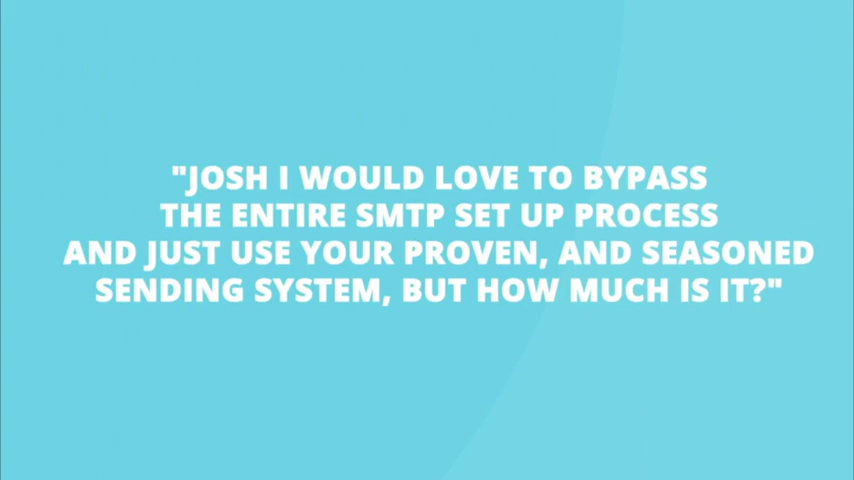 "JOSH I WOULD LOVE TO BYPASS
THE ENTIRE SMTP SET UP PROCESS
AND JUST USE YOUR PROVEN, AND SEASONED
SENDING SYSTEM, BUT HOW MUCH IS IT?"